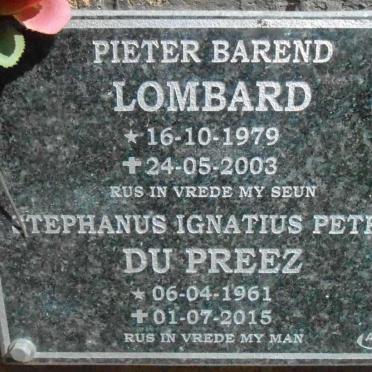 PIETER BAREND
LOMBARD
★ 16-10-1979
✝ 24-05-2003
RUS IN VREDE MY SEUN
STEPHANUS IGNATIUS
DU PREEZ
★ 06-04-1961
✝ 01-07-2015
RUS IN VREDE MY MAN